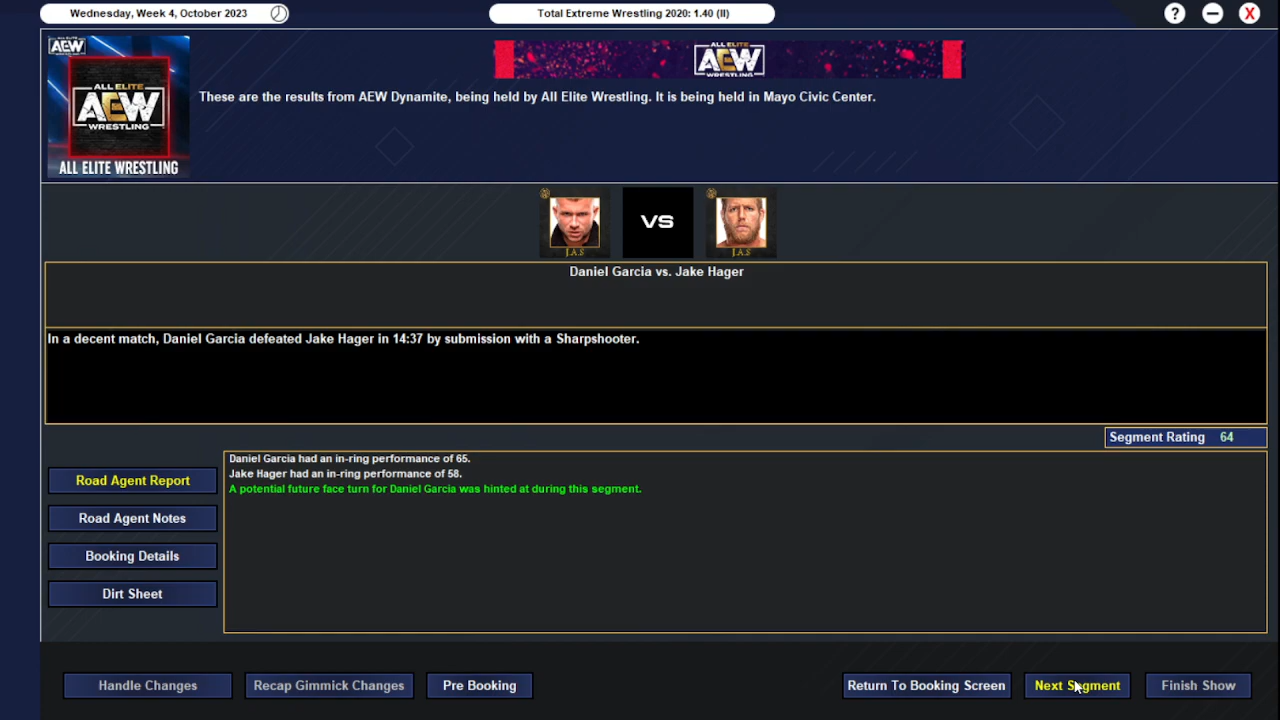 Wednesday, Week 4, October 2023
Total Extreme Wrestling 2020: 1.40 (II)
?
X
AEW
ALL ELITE
AEW
WRESTLING
ALL ELITE WRESTLING
ALL ELITE
AEW
WRESTLING
These are the results from AEW Dynamite, being held by All Elite Wrestling. It is being held in Mayo Civic Center.
J.A.S
VS
J.A.S
Daniel Garcia vs. Jake Hager
In a decent match, Daniel Garcia defeated Jake Hager in 14:37 by submission with a Sharpshooter.
Segment Rating 64
Road Agent Report
Road Agent Notes
Booking Details
Dirt Sheet
Daniel Garcia had an in-ring performance of 65.
Jake Hager had an in-ring performance of 58.
A potential future face turn for Daniel Garcia was hinted at during this segment.
Handle Changes
Recap Gimmick Changes
Pre Booking
Return To Booking Screen
Next Segment
Finish Show